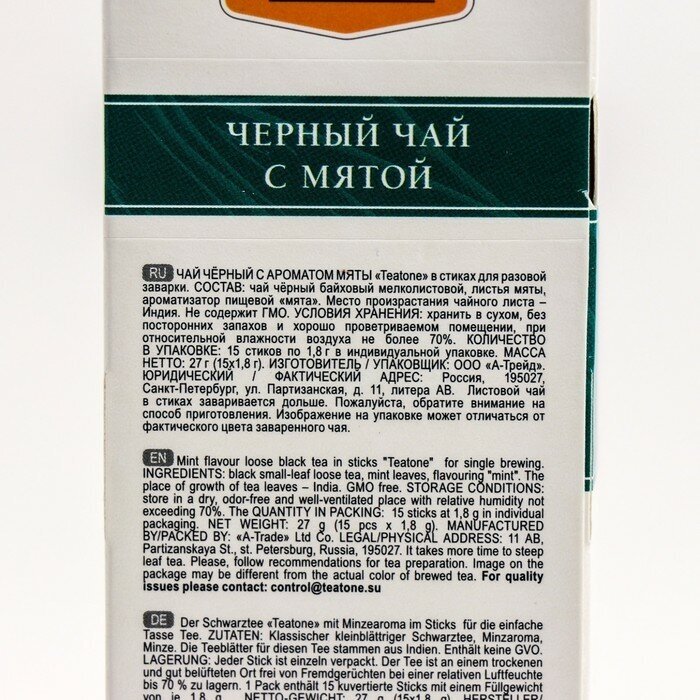 ЧЕРНЫЙ ЧАЙ
С МЯТОЙ
RU ЧАЙ ЧЁРНЫЙ С АРОМАТОМ МЯТЫ «Teatone» в стиках для разовой
заварки. СОСТАВ: чай чёрный байховый мелколистовой, листья мяты,
ароматизатор пищевой «мята». Место произрастания чайного листа –
Индия. Не содержит ГМО. УСЛОВИЯ ХРАНЕНИЯ: хранить в сухом, без
посторонних запахов и хорошо проветриваемом помещении, при
относительной влажности воздуха не более 70%. КОЛИЧЕСТВО
В УПАКОВКЕ: 15 стиков по 1,8 г в индивидуальной упаковке. МАССА
НЕТТО: 27 г (15x1,8 г). ИЗГОТОВИТЕЛЬ / УПАКОВЩИК: ООО «А-Трейд».
ЮРИДИЧЕСКИЙ / ФАКТИЧЕСКИЙ АДРЕС: Россия, 195027,
Санкт-Петербург, ул. Партизанская, д. 11, литера АВ. Листовой чай
в стиках заваривается дольше. Пожалуйста, обратите внимание на
способ приготовления. Изображение на упаковке может отличаться от
фактического цвета заваренного чая.
EN Mint flavour loose black tea in sticks "Teatone" for single brewing.
INGREDIENTS: black small-leaf loose tea, mint leaves, flavouring "mint". The
place of growth of tea leaves – India. GMO free. STORAGE CONDITIONS:
store in a dry, odor-free and well-ventilated place with relative humidity not
exceeding 70%. The QUANTITY IN PACKING: 15 sticks at 1,8 g in individual
packaging. NET WEIGHT: 27 g (15 pcs x 1,8 g). MANUFACTURED
BY/PACKED BY: «A-Trade» Ltd Co. LEGAL/PHYSICAL ADDRESS: 11 AB,
Partizanskaya St., st. Petersburg, Russia, 195027. It takes more time to steep
leaf tea. Please, follow recommendations for tea preparation. Image on the
package may be different from the actual color of brewed tea. For quality
issues please contact: control@teatone.su
DE Der Schwarztee «Teatone» mit Minzearoma im Sticks für die einfache
Tasse Tee. ZUTATEN: Klassischer kleinblättriger Schwarztee, Minzaroma,
Minze. Die Teeblätter für diesen Tee stammen aus Indien. Enthält keine GVO.
LAGERUNG: Jeder Stick ist einzeln verpackt. Der Tee ist an einem trockenen
und gut belüfteten Ort frei von Fremdgerüchten bei einer relativen Luftfeuchte
bis 70 % zu lagern. 1 Pack enthält 15 kuvertierte Sticks mit einem Füllgewicht
von je 1,8 g. NETTO-GEWICHT: 27 g (15x1,8 g). HERSTELLER/